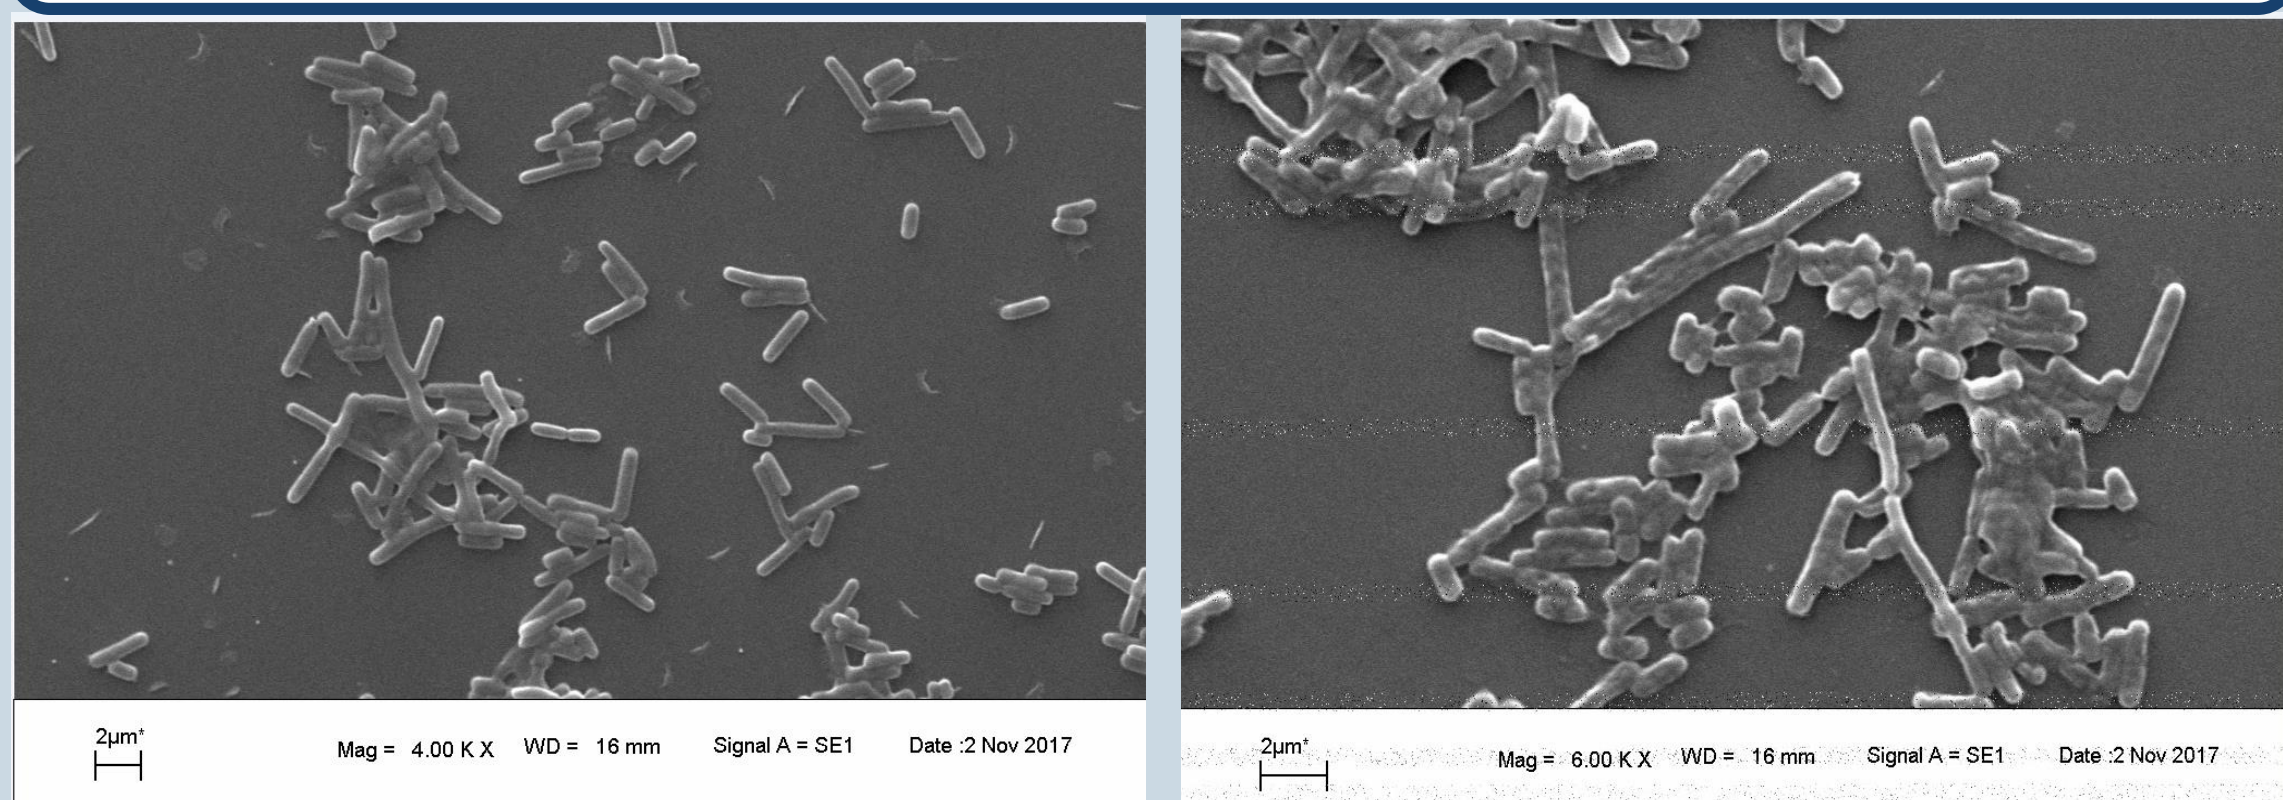 2µm*
Mag = 4.00 K X WD = 16 mm Signal A = SE1 Date :2 Nov 2017
2µm*
Mag = 6.00 K X WD = 16 mm Signal A = SE1 Date :2 Nov 2017